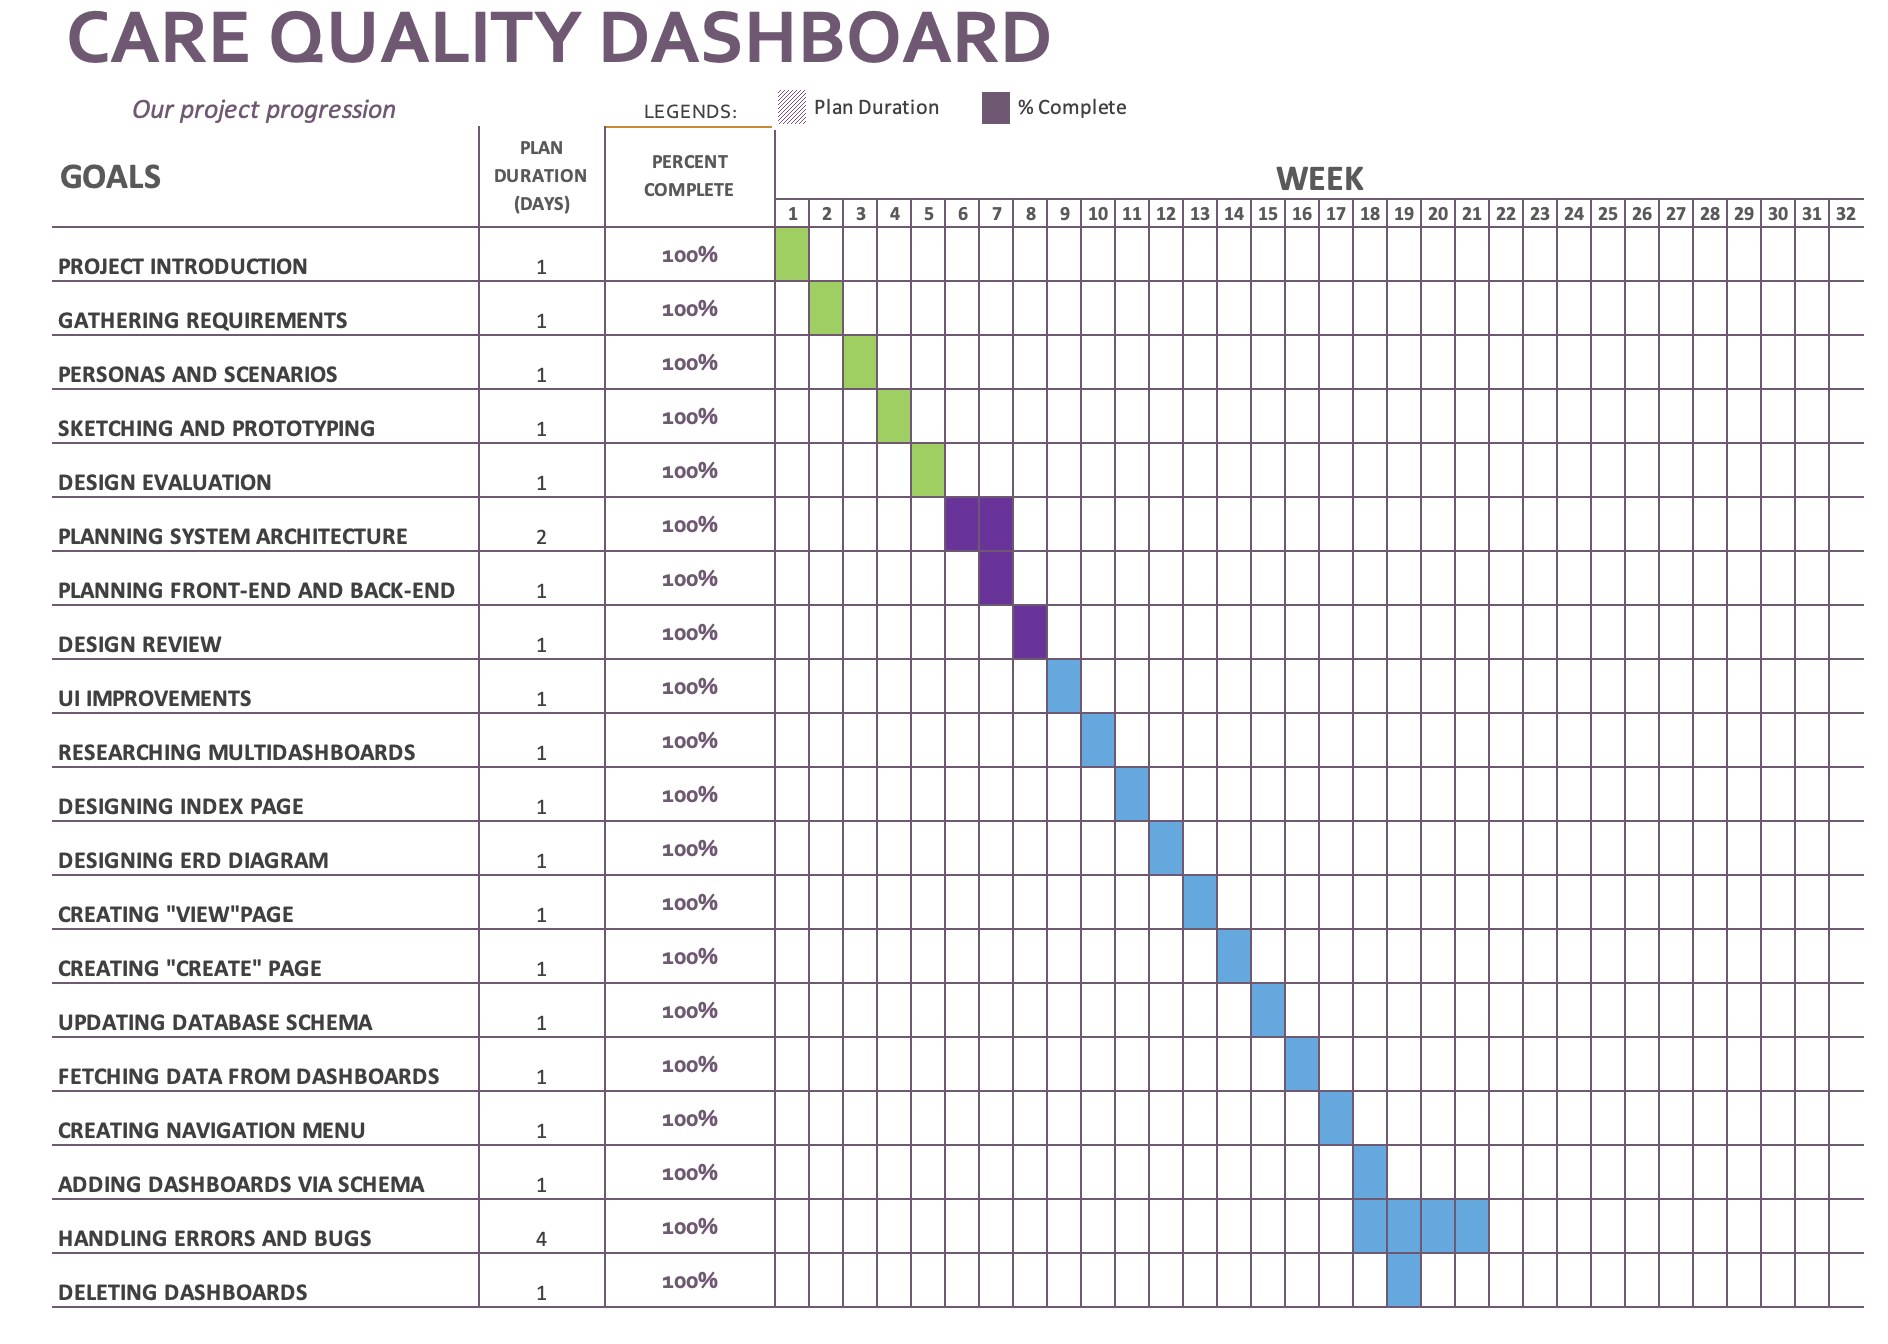 CARE QUALITY DASHBOARD
Our project progression
LEGENDS:
Plan Duration
% Complete
GOALS
PLAN
DURATION
(DAYS)
PERCENT
COMPLETE
WEEK
1 2 3 4 5 6 7 8 9 10 11 12 13 14 15 16 17 18 19 20 21 22 23 24 25 26 27 28 29 30 31 32
PROJECT INTRODUCTION 1 100%
GATHERING REQUIREMENTS 1 100%
PERSONAS AND SCENARIOS 1 100%
SKETCHING AND PROTOTYPING 1 100%
DESIGN EVALUATION 1 100%
PLANNING SYSTEM ARCHITECTURE 2 100%
PLANNING FRONT-END AND BACK-END 1 100%
DESIGN REVIEW 1 100%
UI IMPROVEMENTS 1 100%
RESEARCHING MULTIDASHBOARDS 1 100%
DESIGNING INDEX PAGE 1 100%
DESIGNING ERD DIAGRAM 1 100%
CREATING "VIEW"PAGE 1 100%
CREATING "CREATE" PAGE 1 100%
UPDATING DATABASE SCHEMA 1 100%
FETCHING DATA FROM DASHBOARDS 1 100%
CREATING NAVIGATION MENU 1 100%
ADDING DASHBOARDS VIA SCHEMA 1 100%
HANDLING ERRORS AND BUGS 4 100%
DELETING DASHBOARDS 1 100%